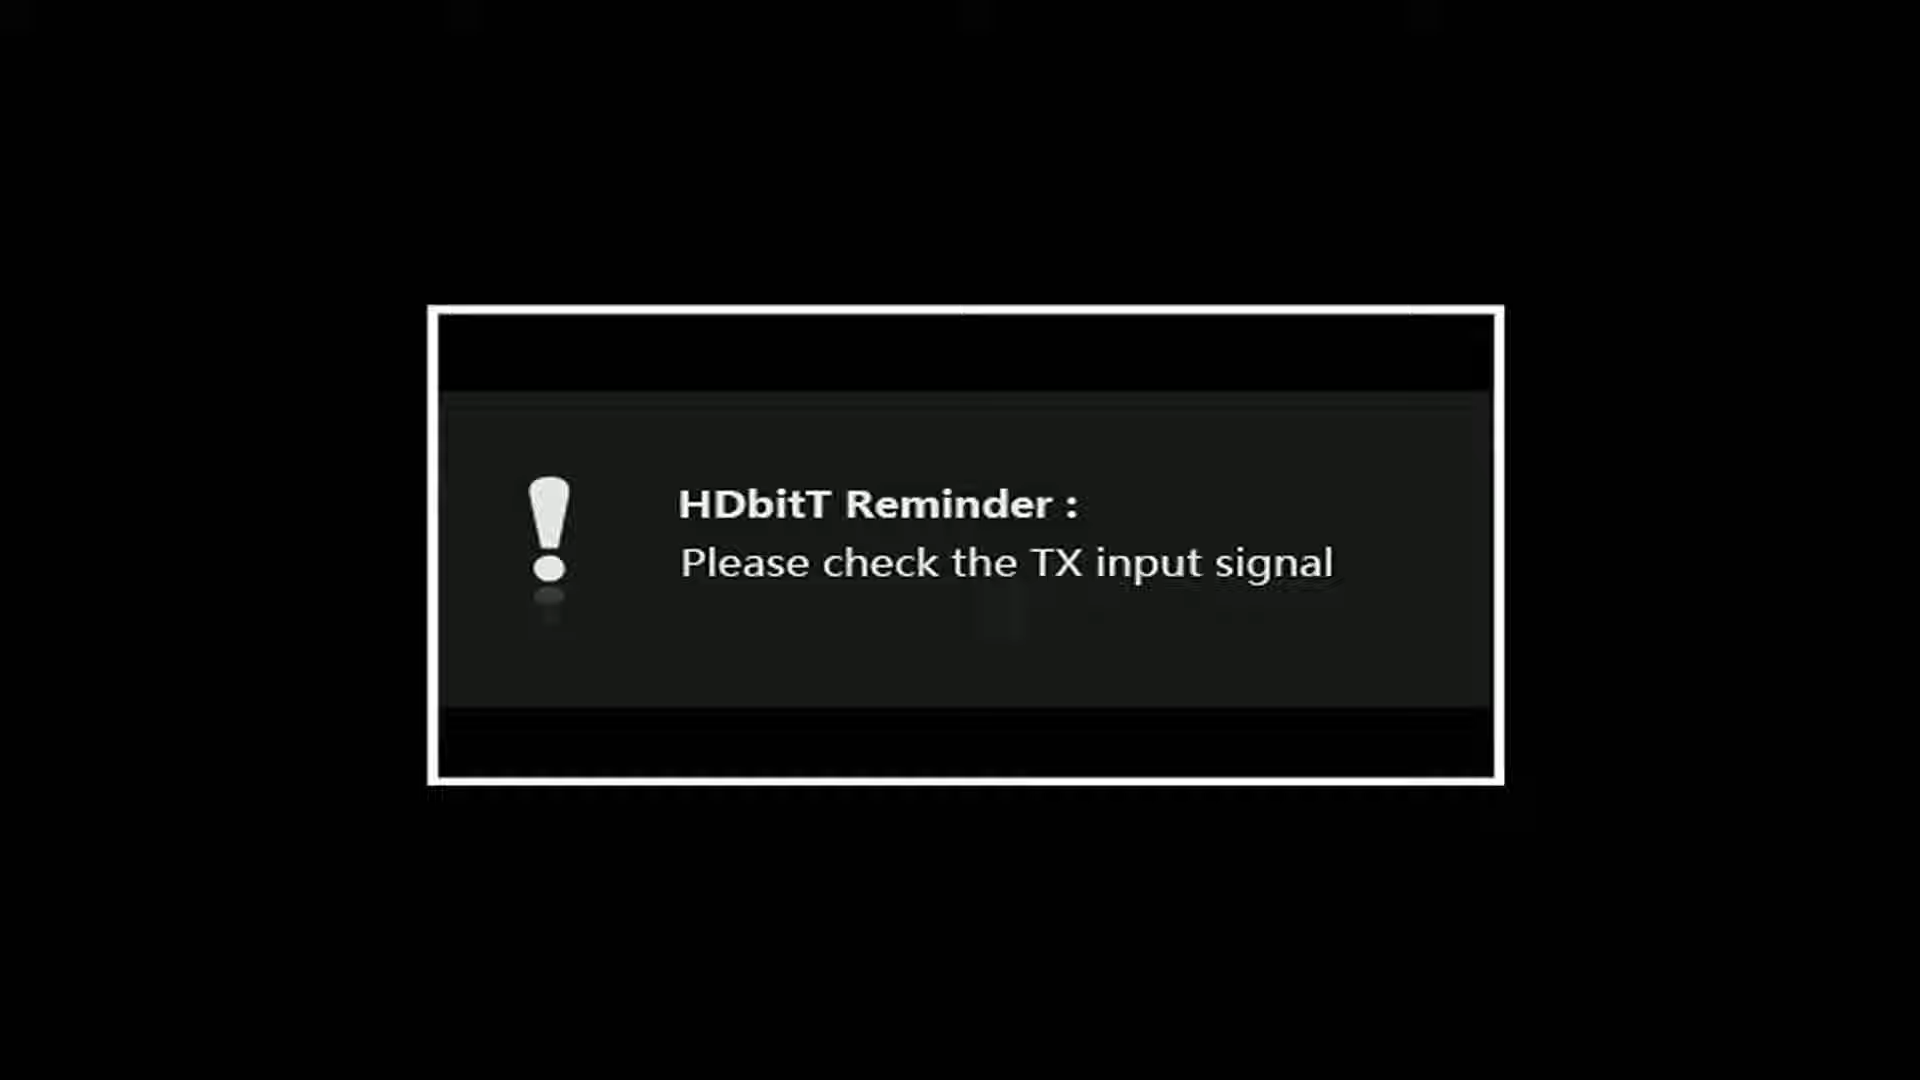 HDbitT Reminder :
Please check the TX input signal